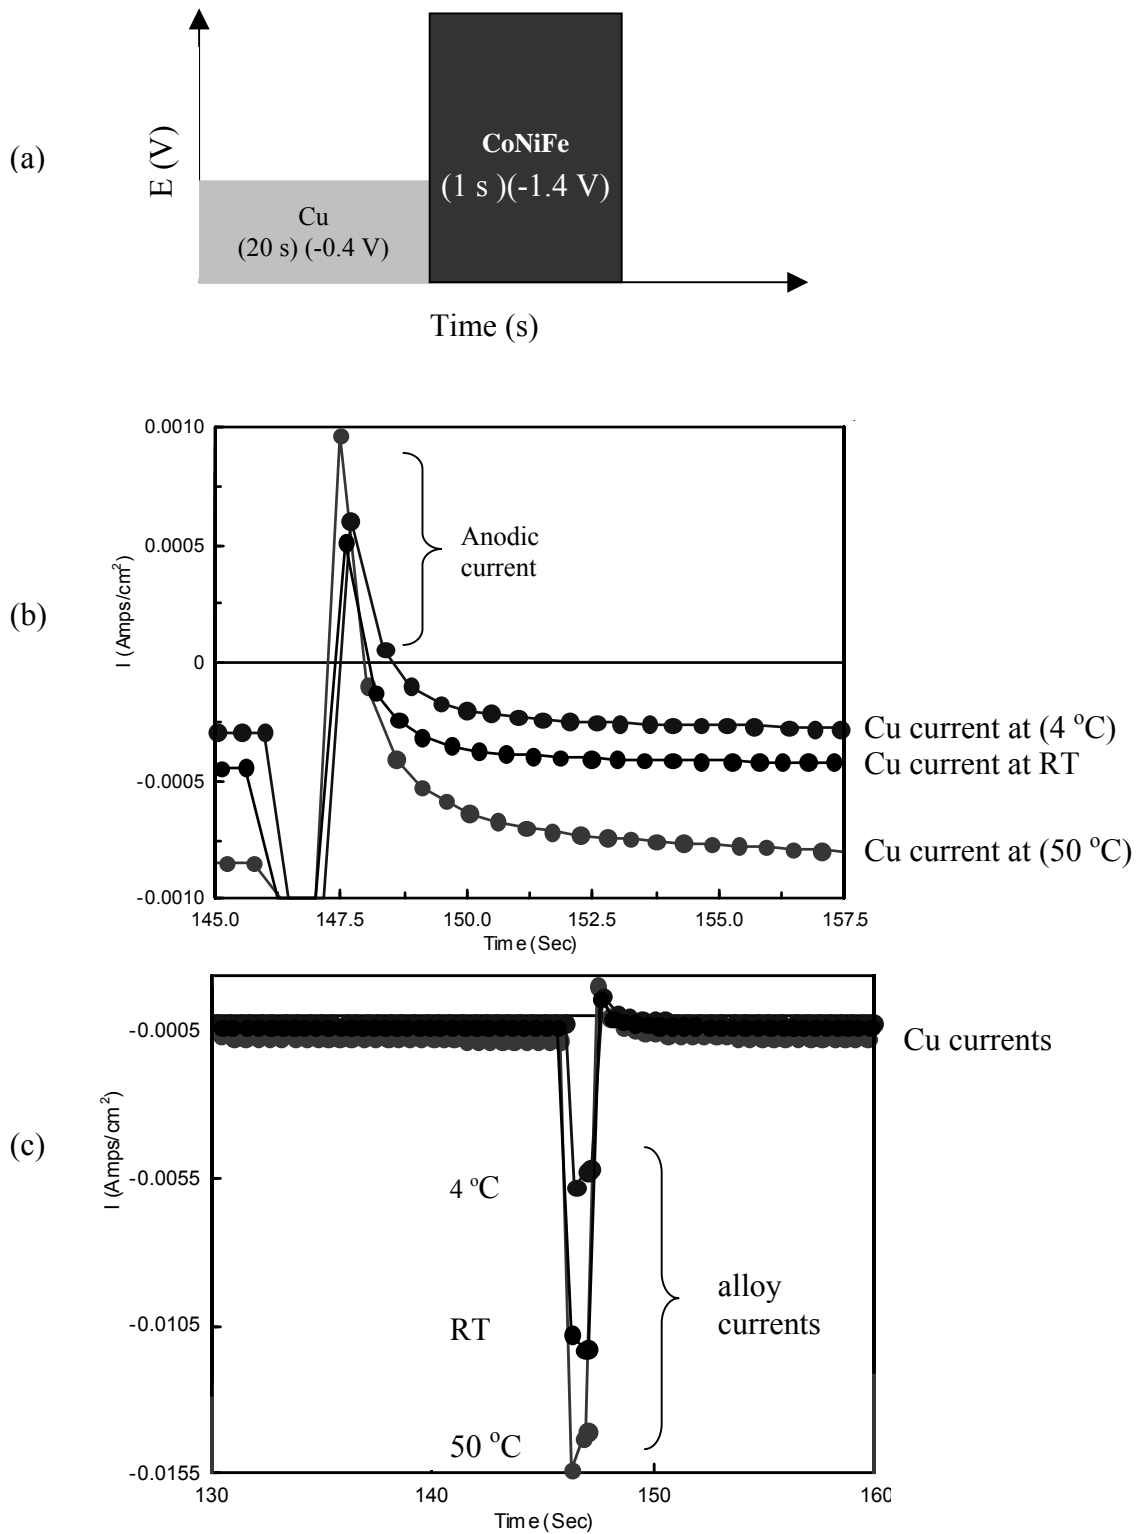 (a)
E (V)
CoNiFe
(1 s )(-1.4 V)
Cu
(20 s) (-0.4 V)
Time (s)
(b)
I (Amps/cm²)
0.0010
0.0005
0
-0.0005
-0.0010
Anodic
current
Cu current at (4 °C)
Cu current at RT
Cu current at (50 °C)
145.0
147.5
150.0
152.5
155.0
157.5
Time (Sec)
(c)
I (Amps/cm²)
-0.0005
-0.0055
-0.0105
-0.0155
Cu currents
4 °C
RT
50 °C
alloy
currents
130
140
150
160
Time (Sec)